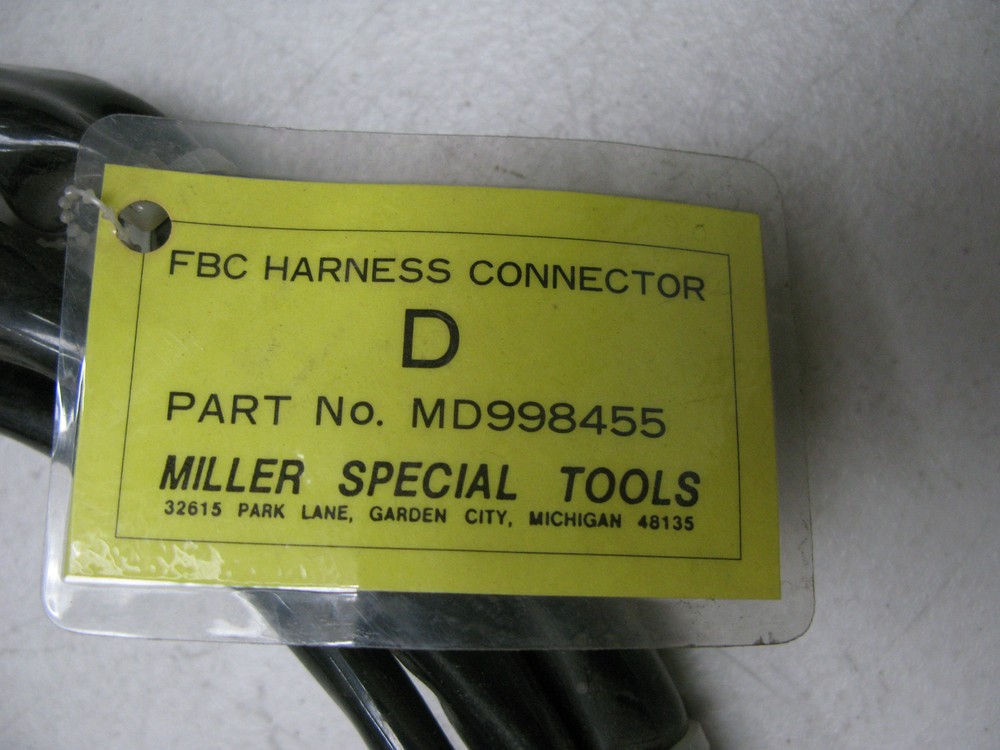 FBC HARNESS CONNECTOR
D
PART No. MD998455
MILLER SPECIAL TOOLS
32615 PARK LANE, GARDEN CITY, MICHIGAN 48135